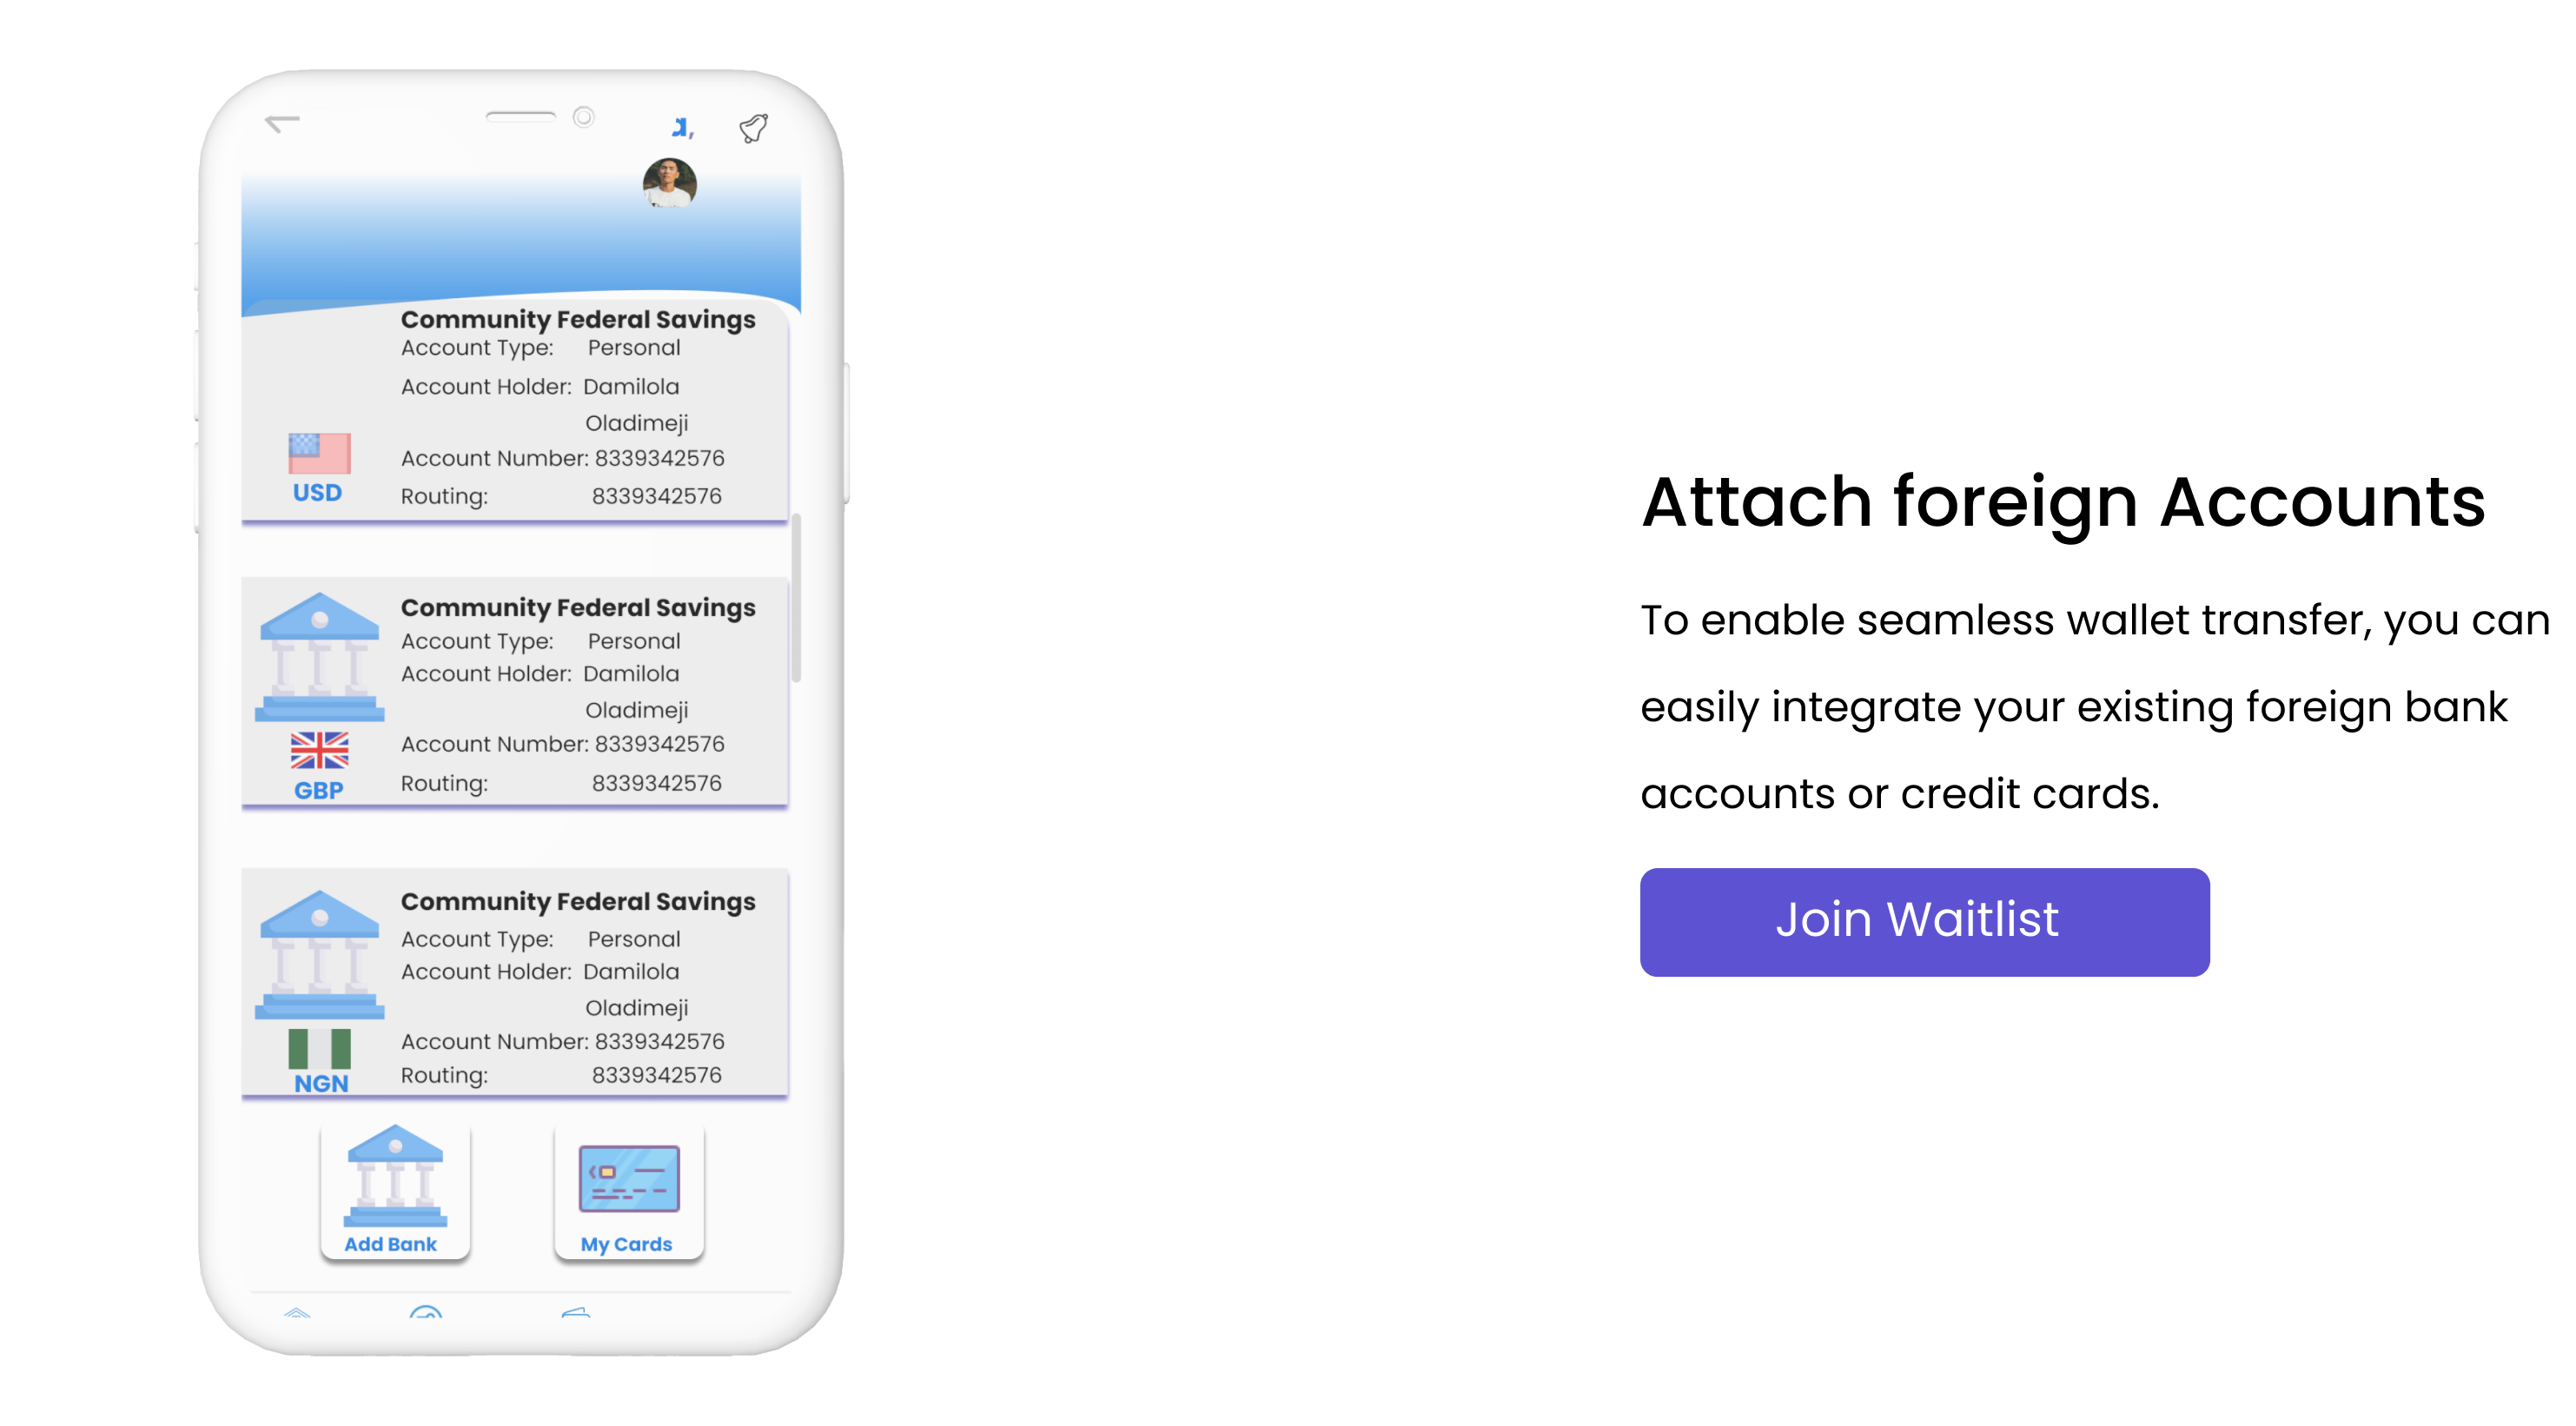 a,
Community Federal Savings
Account Type: Personal
Account Holder: Damilola
Oladimeji
Account Number: 8339342576
Routing: 8339342576
USD
Community Federal Savings
Account Type: Personal
Account Holder: Damilola
Oladimeji
Account Number: 8339342576
Routing: 8339342576
GBP
Community Federal Savings
Account Type: Personal
Account Holder: Damilola
Oladimeji
Account Number: 8339342576
Routing: 8339342576
NGN
Add Bank
My Cards
Attach foreign Accounts
To enable seamless wallet transfer, you can
easily integrate your existing foreign bank
accounts or credit cards.
Join Waitlist